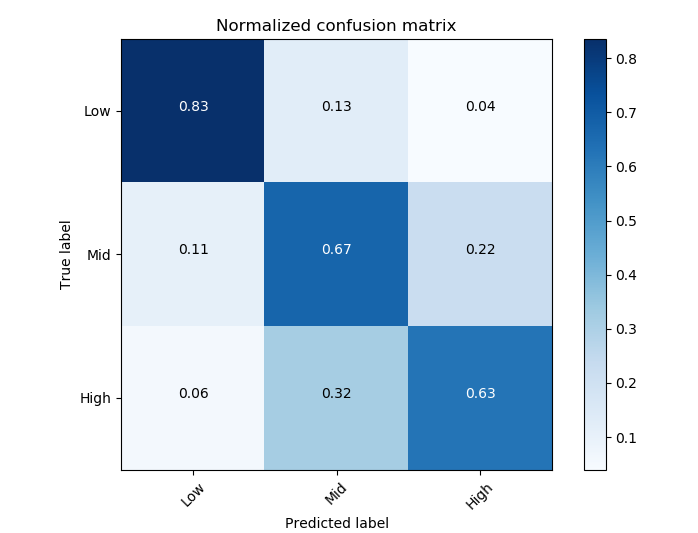 Normalized confusion matrix
True label
Low
0.83 0.13 0.04
Mid
0.11 0.67 0.22
High
0.06 0.32 0.63
Low Mid High
Predicted label
0.8
0.7
0.6
0.5
0.4
0.3
0.2
0.1